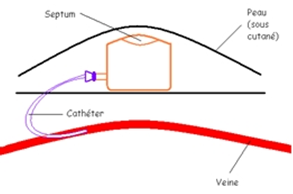 Septum
Peau
(sous
cutané)
Cathéter
Veine